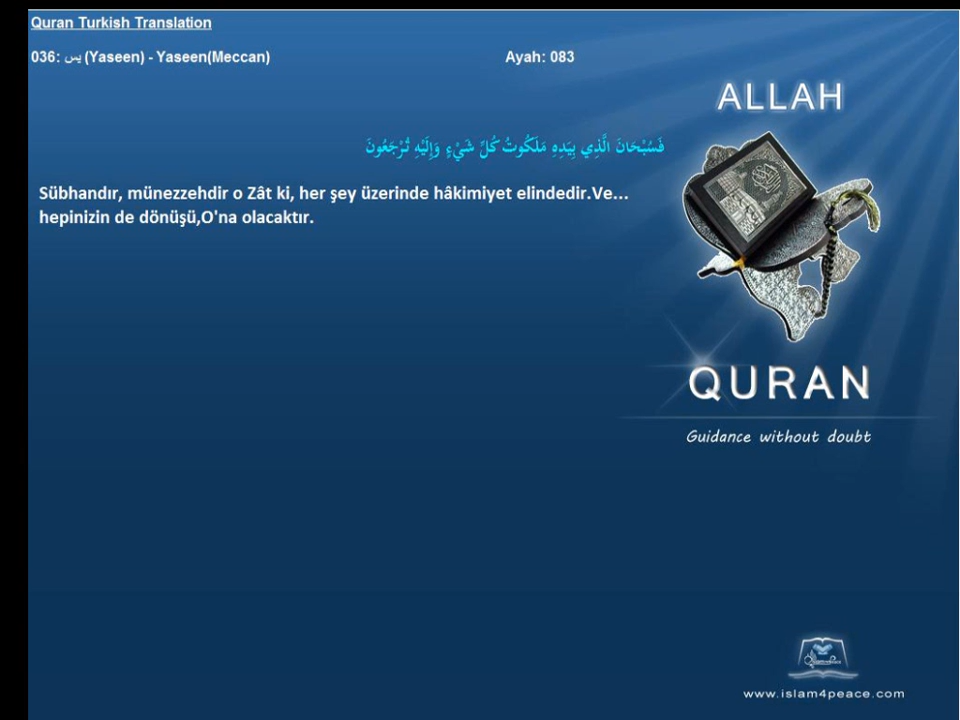 Quran Turkish Translation
036: يس (Yaseen) - Yaseen(Meccan) Ayah: 083
ALLAH
فَسُبْحَانَ الَّذِي بِيَدِهِ مَلَكُوتُ كُلِّ شَيْءٍ وَإِلَيْهِ تُرْجَعُونَ
Sübhandır, münezzehdir o Zât ki, her şey üzerinde hâkimiyet elindedir.Ve...
hepinizin de dönüşü,O'na olacaktır.
QURAN
Guidance without doubt
www.islam4peace.com